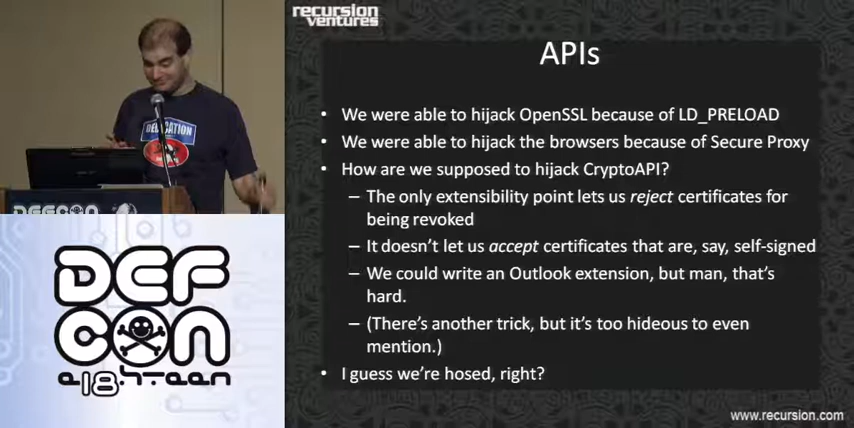 recursion
ventures
APIs
• We were able to hijack OpenSSL because of LD_PRELOAD
• We were able to hijack the browsers because of Secure Proxy
• How are we supposed to hijack CryptoAPI?
– The only extensibility point lets us reject certificates for
being revoked
– It doesn't let us accept certificates that are, say, self-signed
– We could write an Outlook extension, but man, that's
hard.
– (There's another trick, but it's too hideous to even
mention.)
• I guess we're hosed, right?
www.recursion.com
DEFCON
DEF
CON